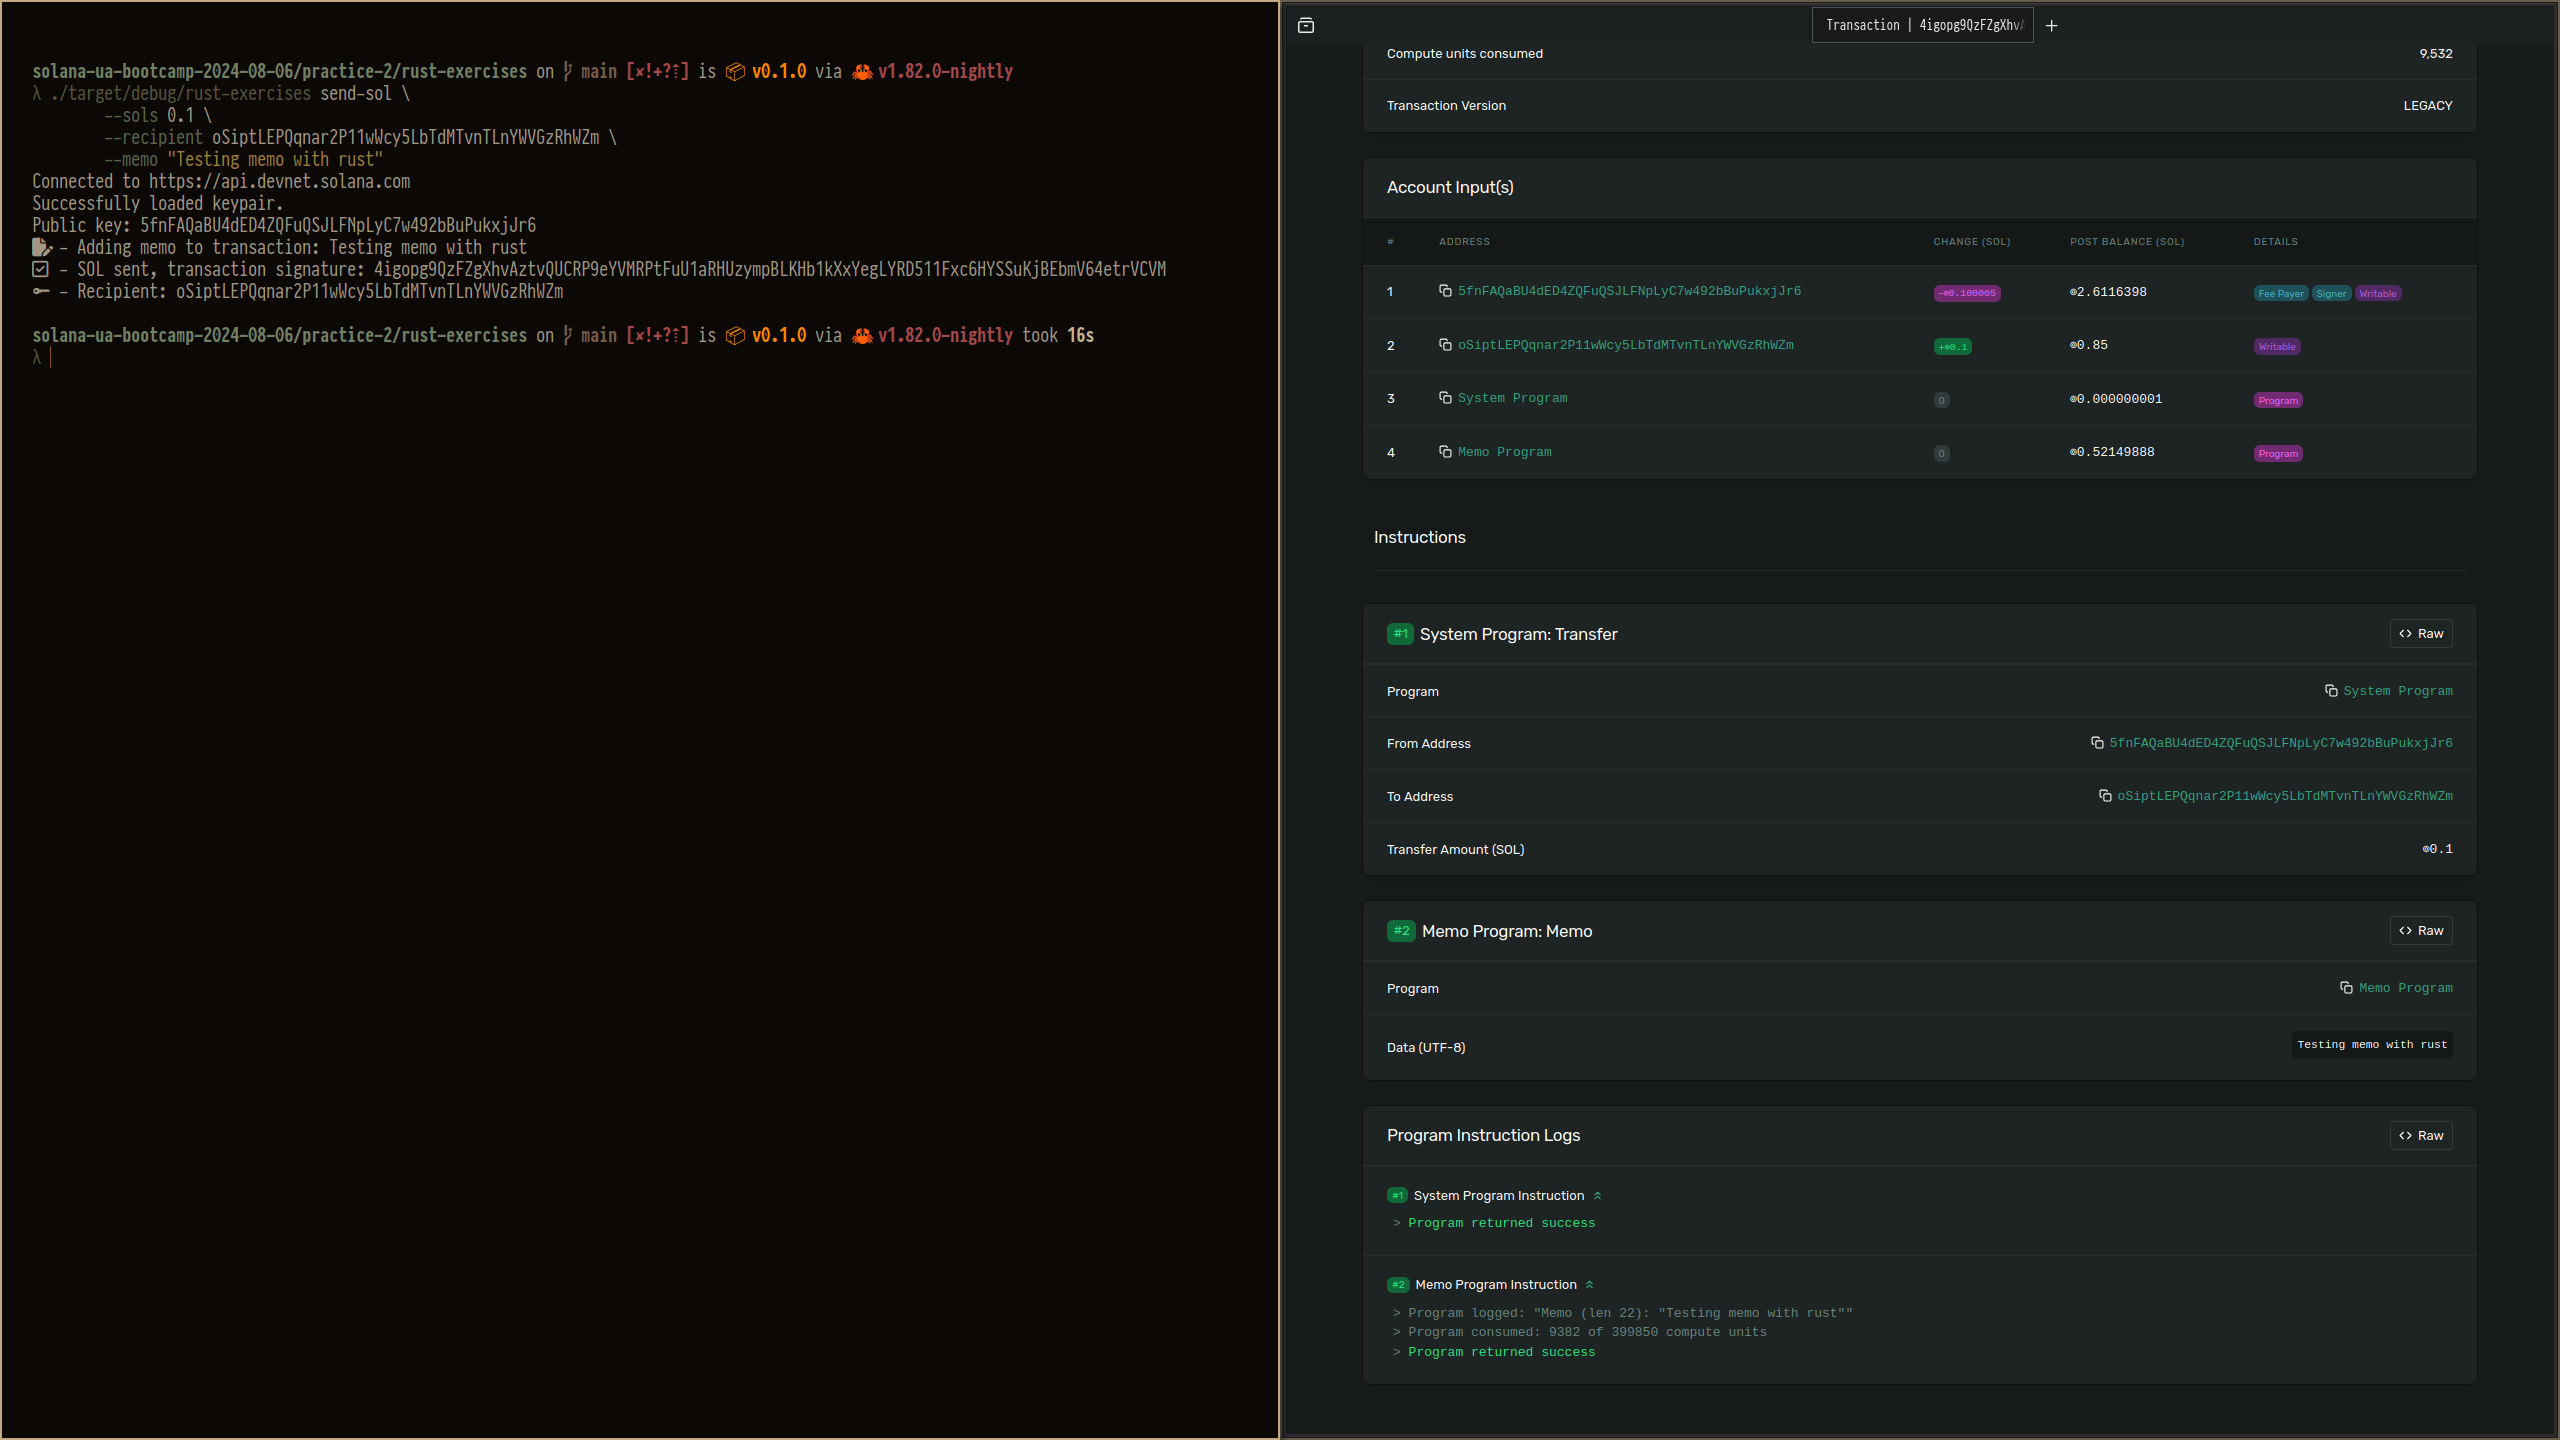 solana-ua-bootcamp-2024-08-06/practice-2/rust-exercises on main [✘!+?⇡] is 📦 v0.1.0 via 🦀 v1.82.0-nightly
λ ./target/debug/rust-exercises send-sol \
--sols 0.1 \
--recipient oSiptLEPQqnar2P11wWcy5LbTdMTvnTLnYWVGzRhWZm \
--memo "Testing memo with rust"
Connected to https://api.devnet.solana.com
Successfully loaded keypair.
Public key: 5fnFAQaBU4dED4ZQFuQSJLFNpLyC7w492bBuPukxjJr6
– Adding memo to transaction: Testing memo with rust
– SOL sent, transaction signature: 4igopg9QzFZgXhvAztvQUCRP9eYVMRPtFuU1aRHUzympBLKHb1kXxYegLYRD511Fxc6HYSSuKjBEbmV64etrVCVM
– Recipient: oSiptLEPQqnar2P11wWcy5LbTdMTvnTLnYWVGzRhWZm
solana-ua-bootcamp-2024-08-06/practice-2/rust-exercises on main [✘!+?⇡] is 📦 v0.1.0 via 🦀 v1.82.0-nightly took 16s
λ
Transaction | 4igopg9QzFZgXhvA
Compute units consumed 9,532
Transaction Version LEGACY
Account Input(s)
# ADDRESS CHANGE (SOL) POST BALANCE (SOL) DETAILS
1 5fnFAQaBU4dED4ZQFuQSJLFNpLyC7w492bBuPukxjJr6 -◎0.100005 ◎2.6116398 Fee Payer Signer Writable
2 oSiptLEPQqnar2P11wWcy5LbTdMTvnTLnYWVGzRhWZm +◎0.1 ◎0.85 Writable
3 System Program 0 ◎0.000000001 Program
4 Memo Program 0 ◎0.52149888 Program
Instructions
#1 System Program: Transfer Raw
Program System Program
From Address 5fnFAQaBU4dED4ZQFuQSJLFNpLyC7w492bBuPukxjJr6
To Address oSiptLEPQqnar2P11wWcy5LbTdMTvnTLnYWVGzRhWZm
Transfer Amount (SOL) ◎0.1
#2 Memo Program: Memo Raw
Program Memo Program
Data (UTF-8) Testing memo with rust
Program Instruction Logs Raw
#1 System Program Instruction
> Program returned success
#2 Memo Program Instruction
> Program logged: "Memo (len 22): "Testing memo with rust""
> Program consumed: 9382 of 399850 compute units
> Program returned success